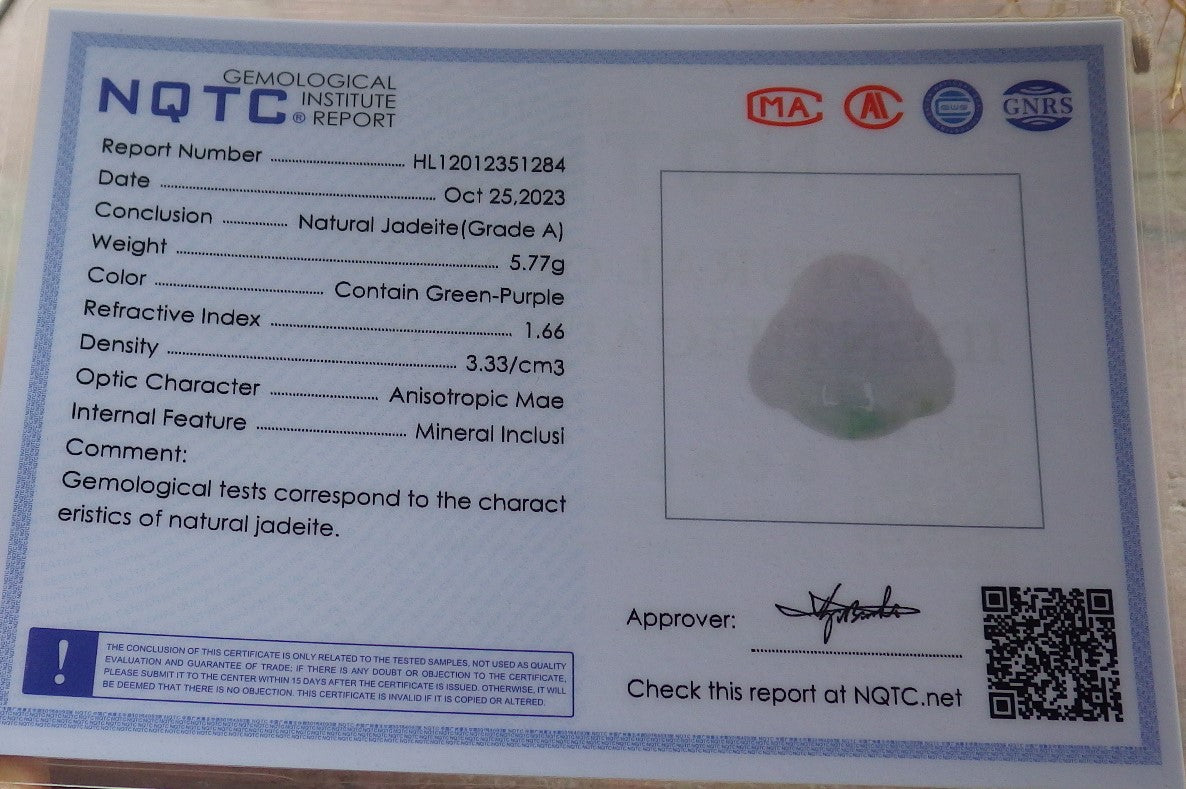 NQTC® GEMOLOGICAL INSTITUTE REPORT
MA AL GNRS
Report Number HL12012351284
Date Oct 25,2023
Conclusion Natural Jadeite(Grade A)
Weight 5.77g
Color Contain Green-Purple
Refractive Index 1.66
Density 3.33/cm3
Optic Character Anisotropic Mae
Internal Feature Mineral Inclusi
Comment:
Gemological tests correspond to the charact
eristics of natural jadeite.
! THE CONCLUSION OF THIS CERTIFICATE IS ONLY RELATED TO THE TESTED SAMPLES, NOT USED AS QUALITY
EVALUATION AND GUARANTEE OF TRADE; IF THERE IS ANY DOUBT OR OBJECTION TO THE CERTIFICATE,
PLEASE SUBMIT IT TO THE CENTER WITHIN 15 DAYS AFTER THE CERTIFICATE IS ISSUED. OTHERWISE, IT WILL
BE DEEMED THAT THERE IS NO OBJECTION. THIS CERTIFICATE IS INVALID IF IT IS COPIED OR ALTERED.
Approver:
Check this report at NQTC.net